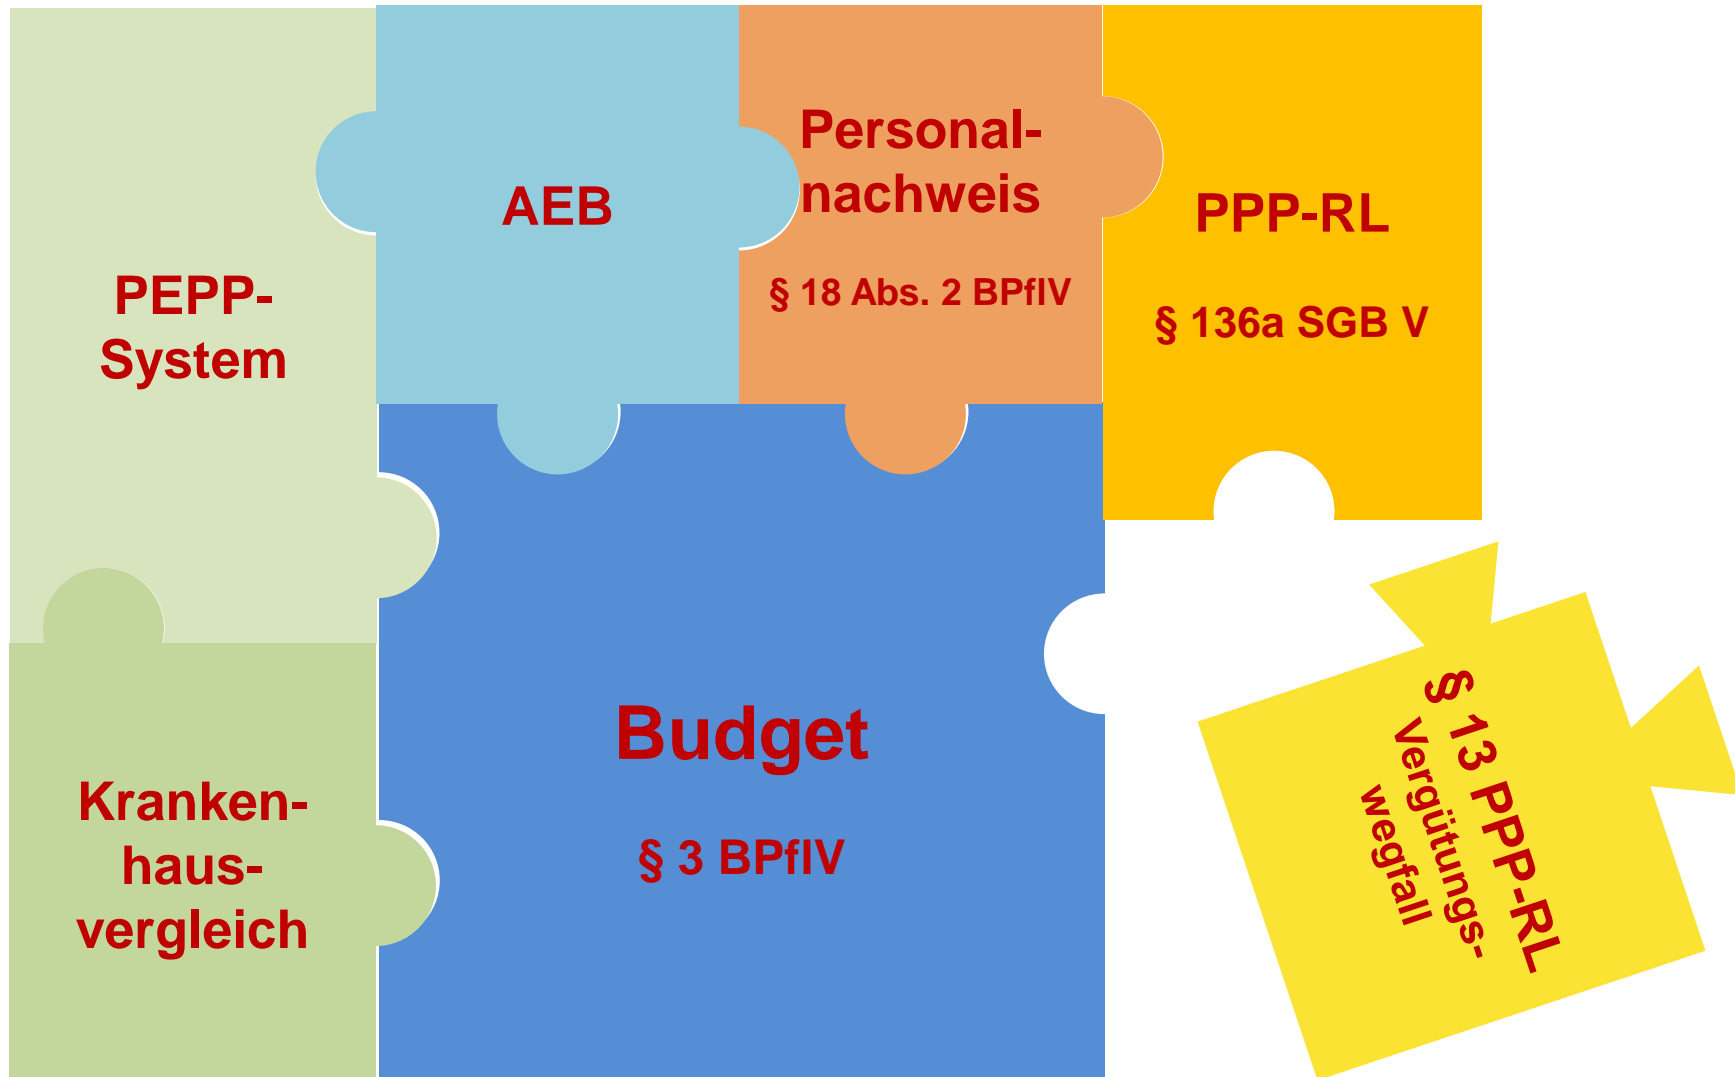 PEPP-
System
AEB
Personal-
nachweis
§ 18 Abs. 2 BPflV
PPP-RL
§ 136a SGB V
Kranken-
haus-
vergleich
Budget
§ 3 BPflV
§ 13 PPP-RL
Vergütungs-
wegfall